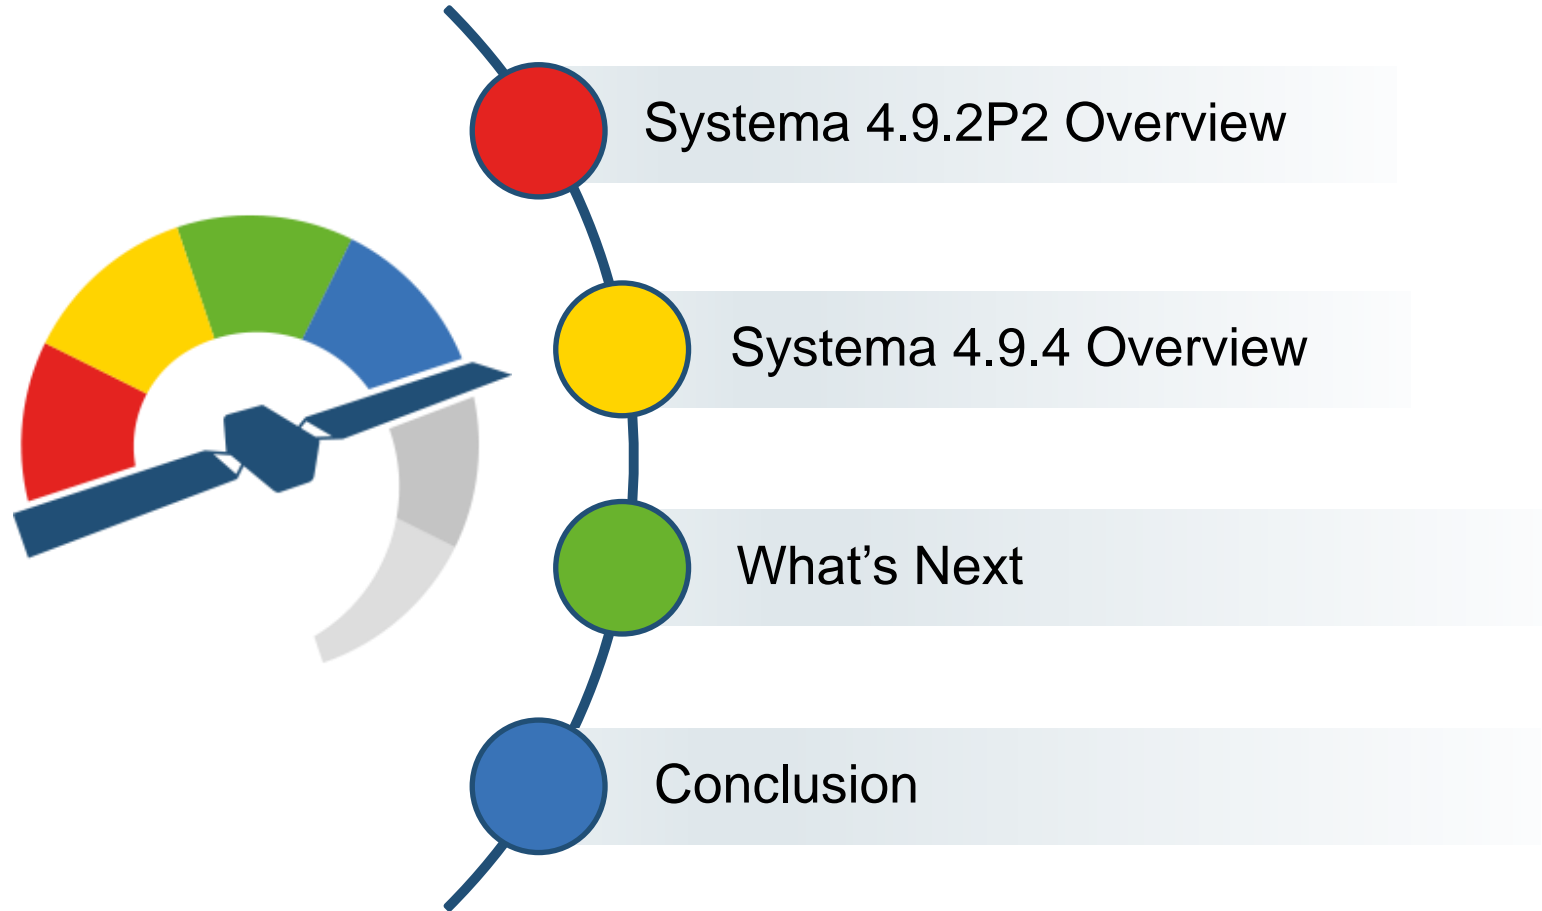 Systema 4.9.2P2 Overview
Systema 4.9.4 Overview
What’s Next
Conclusion